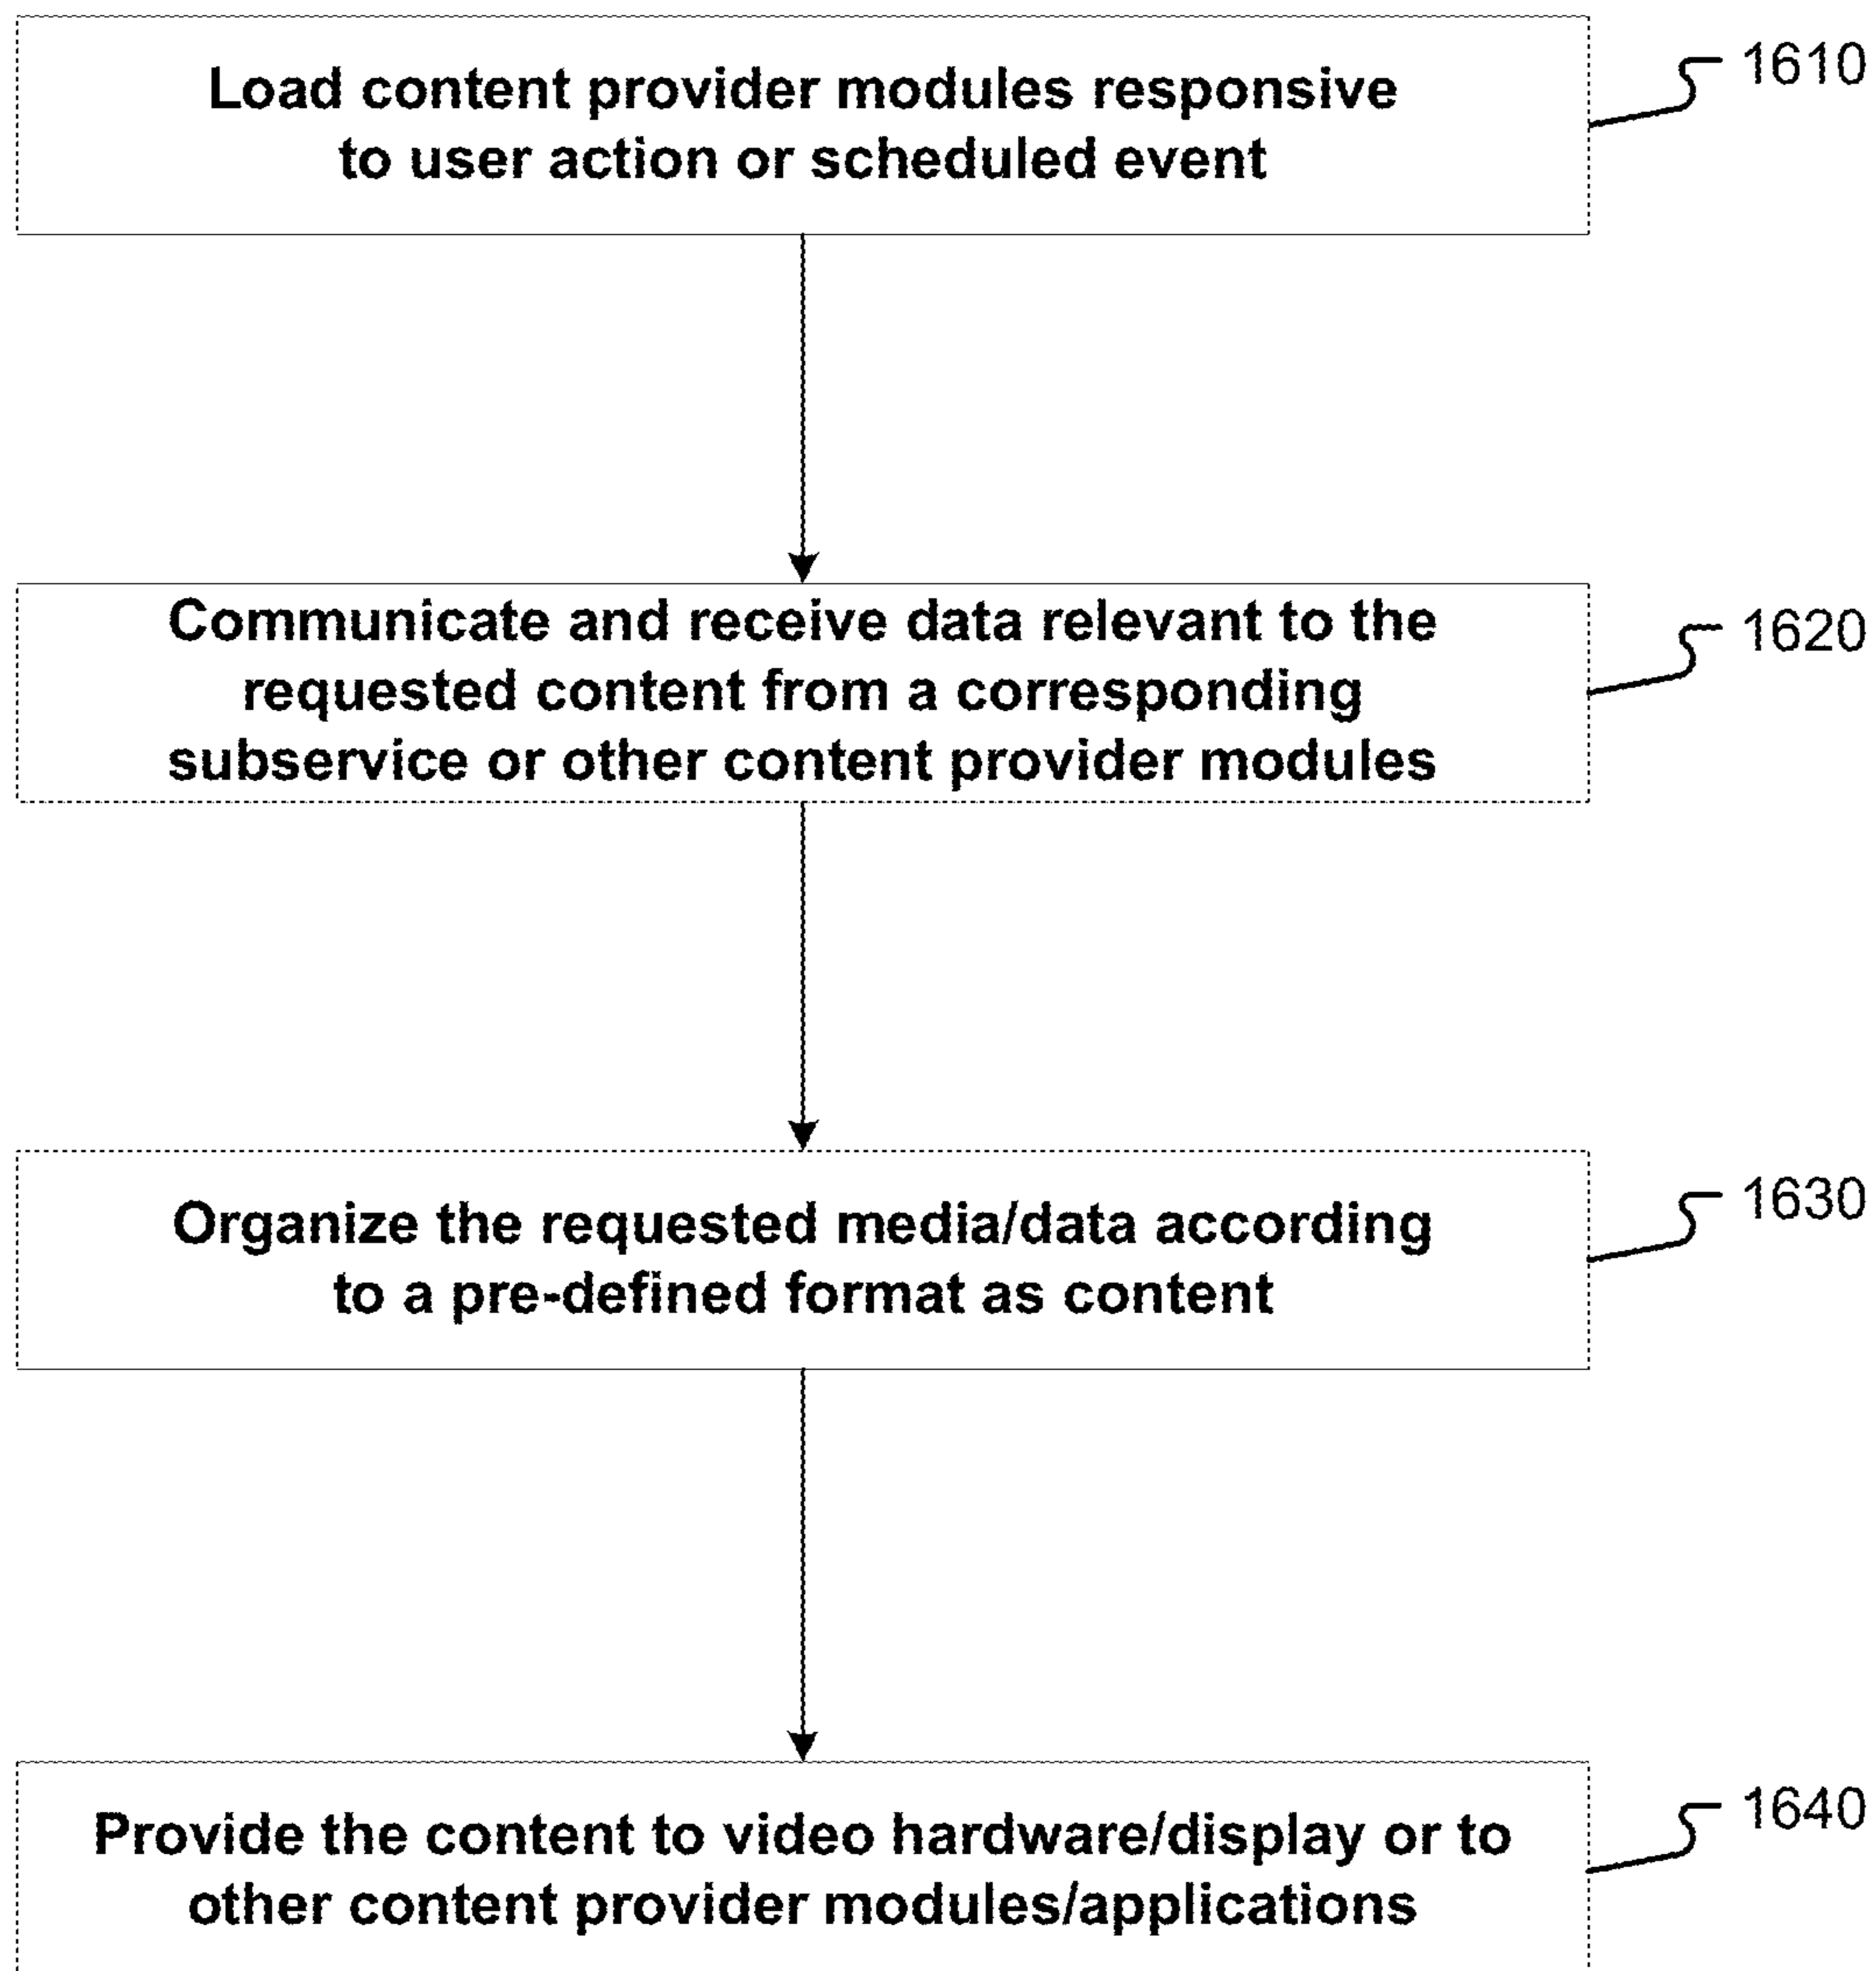 Load content provider modules responsive
to user action or scheduled event
1610
Communicate and receive data relevant to the
requested content from a corresponding
subservice or other content provider modules
1620
Organize the requested media/data according
to a pre-defined format as content
1630
Provide the content to video hardware/display or to
other content provider modules/applications
1640